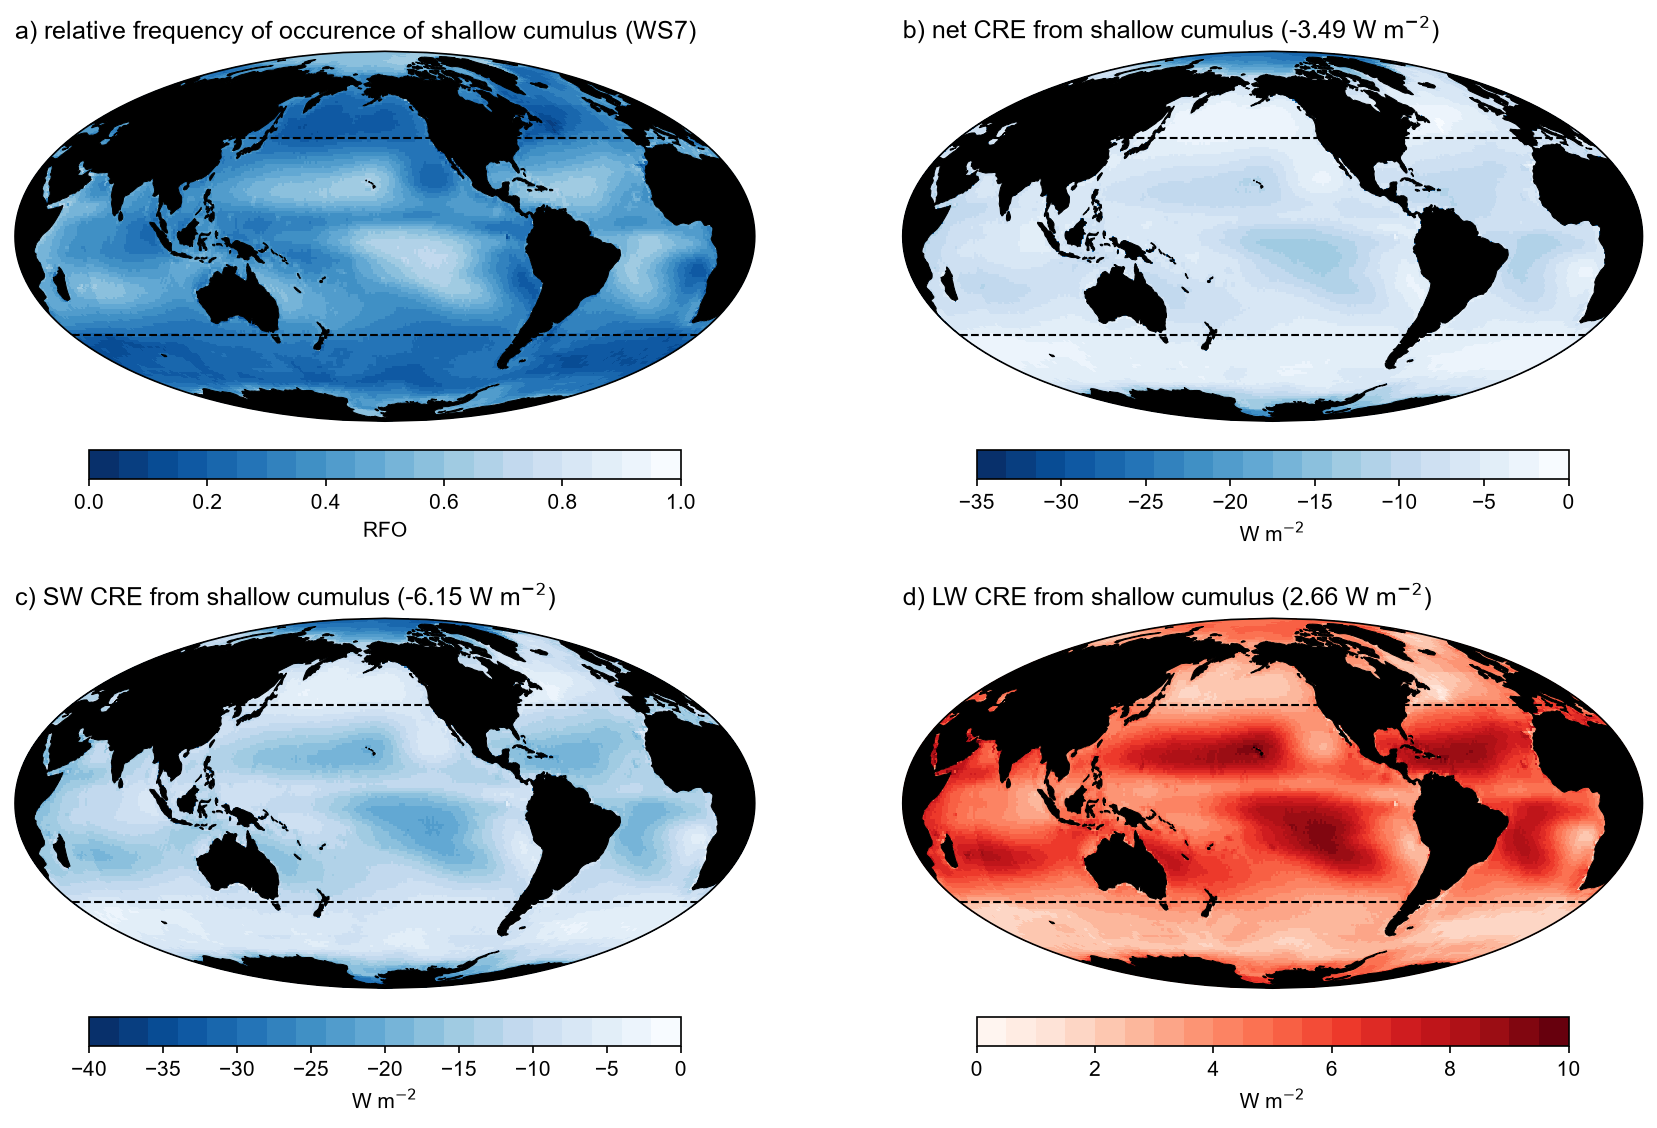 a) relative frequency of occurence of shallow cumulus (WS7)
0.0 0.2 0.4 0.6 0.8 1.0
RFO
b) net CRE from shallow cumulus (-3.49 W m⁻²)
−35 −30 −25 −20 −15 −10 −5 0
W m⁻²
c) SW CRE from shallow cumulus (-6.15 W m⁻²)
−40 −35 −30 −25 −20 −15 −10 −5 0
W m⁻²
d) LW CRE from shallow cumulus (2.66 W m⁻²)
0 2 4 6 8 10
W m⁻²